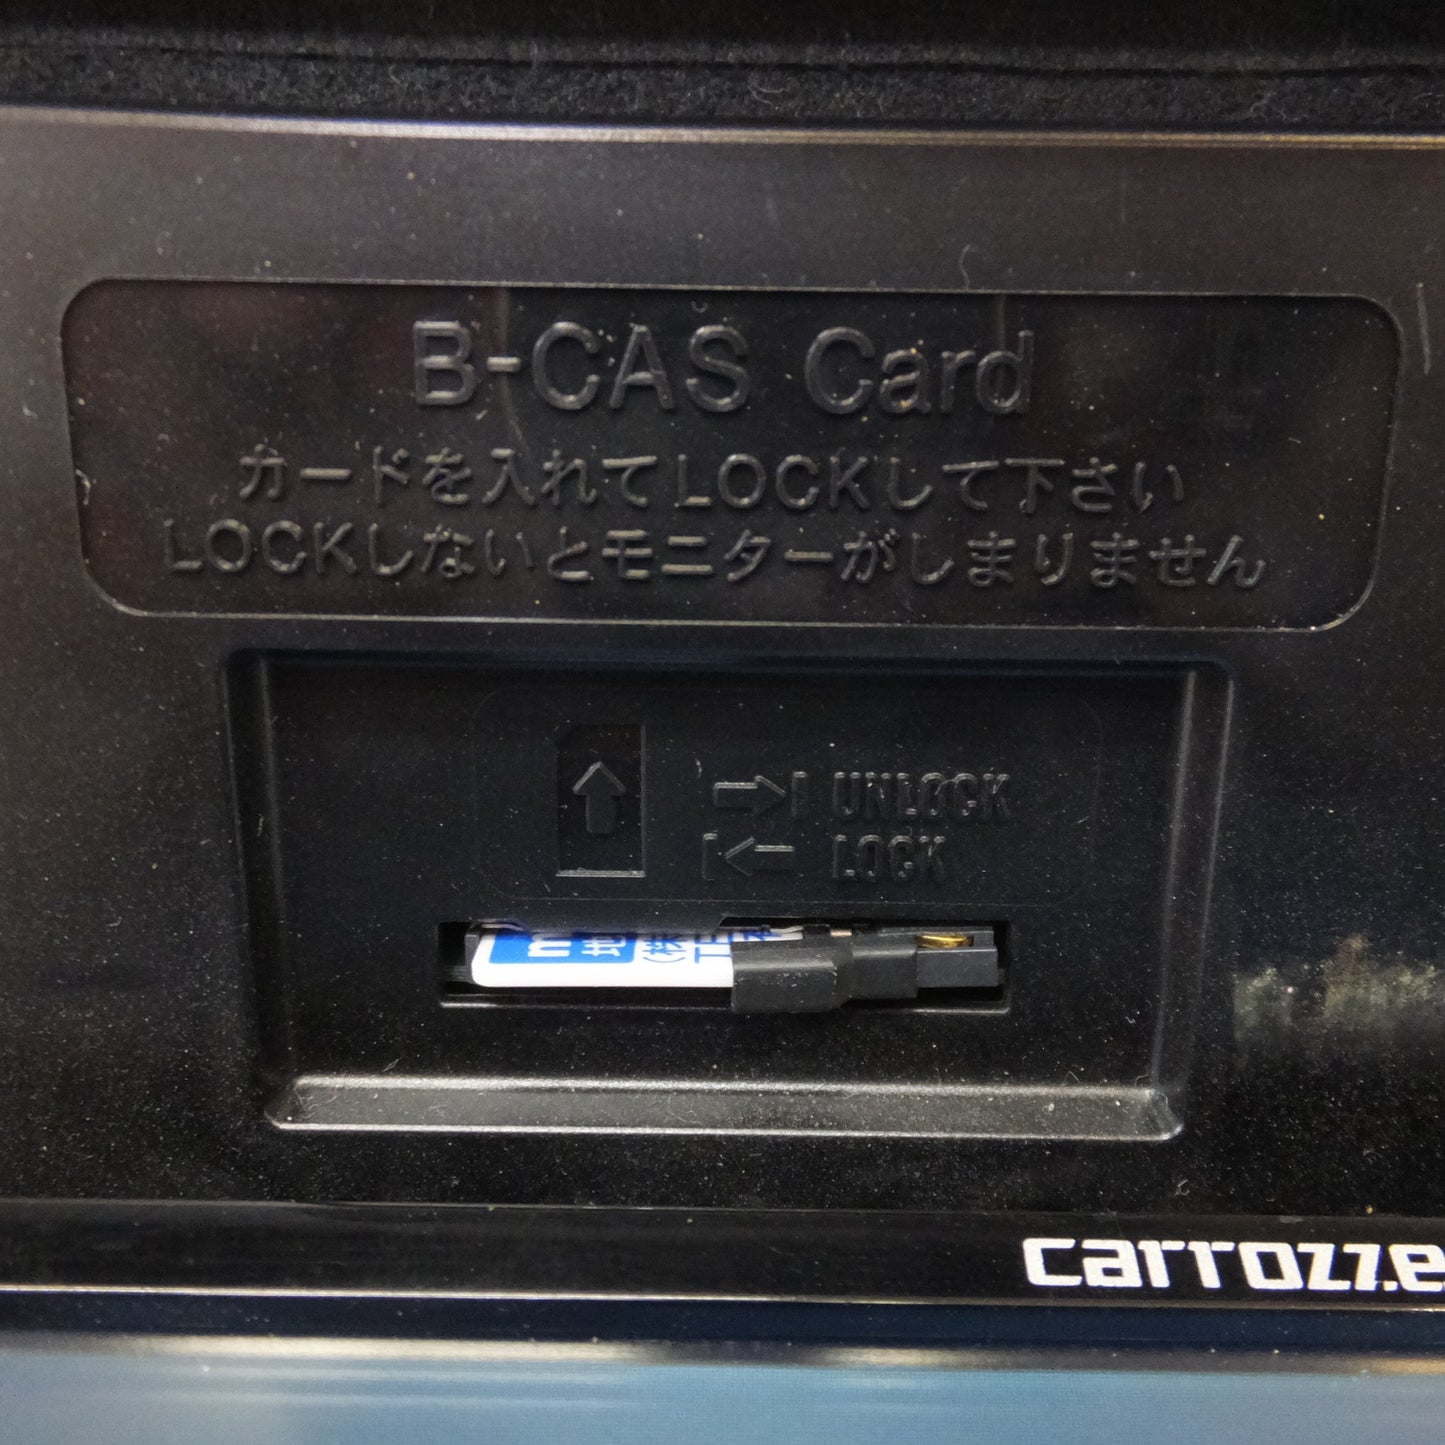 B-CAS Card
カードを入れてLOCKして下さい
LOCKしないとモニターがしまりません
UNLOCK
LOCK
carrozze